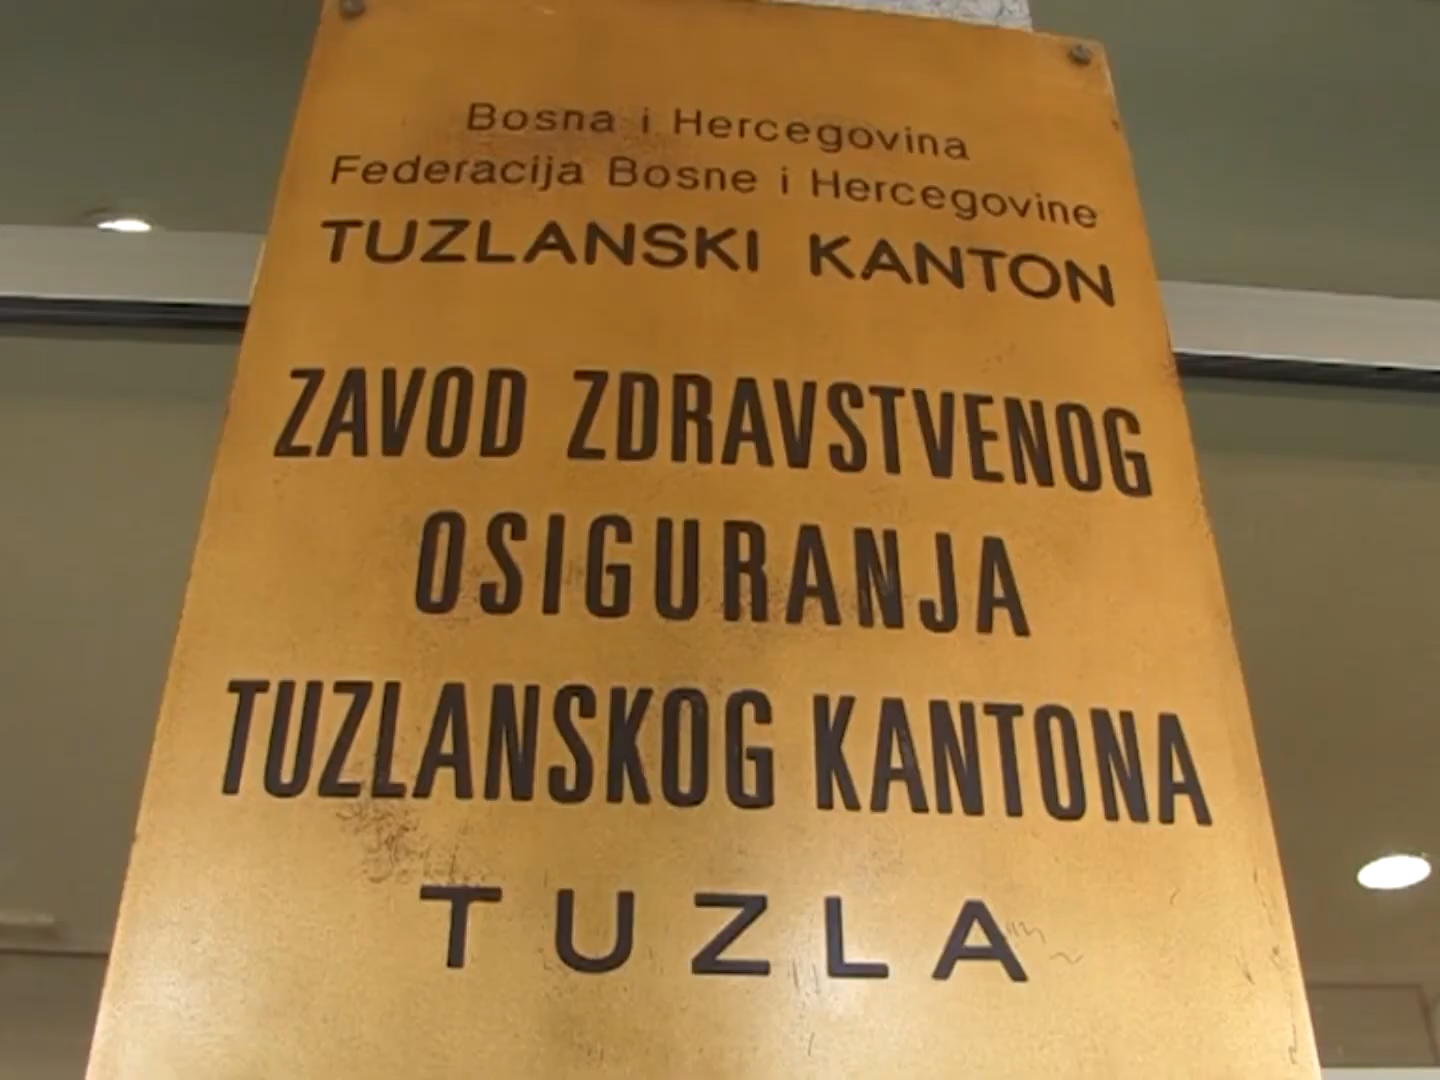 Bosna i Hercegovina
Federacija Bosne i Hercegovine
TUZLANSKI KANTON
ZAVOD ZDRAVSTVENOG
OSIGURANJA
TUZLANSKOG KANTONA
TUZLA